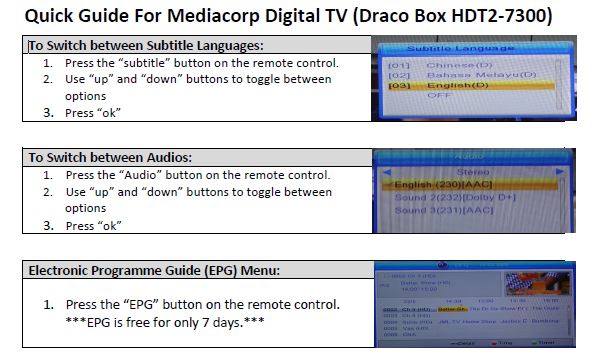 Quick Guide For Mediacorp Digital TV (Draco Box HDT2-7300)
To Switch between Subtitle Languages:
1. Press the "subtitle" button on the remote control.
2. Use "up" and "down" buttons to toggle between
options
3. Press "ok"
Subtitle Language
[01] Chinese(D)
[02] Bahasa Melayu(D)
[03] English(D)
OFF
To Switch between Audios:
1. Press the "Audio" button on the remote control.
2. Use "up" and "down" buttons to toggle between
options
3. Press "ok"
Audio
Stereo
English (230)[AAC]
Sound 2(232)[Dolby D+]
Sound 3(231)[AAC]
Electronic Programme Guide (EPG) Menu:
1. Press the "EPG" button on the remote control.
***EPG is free for only 7 days.***